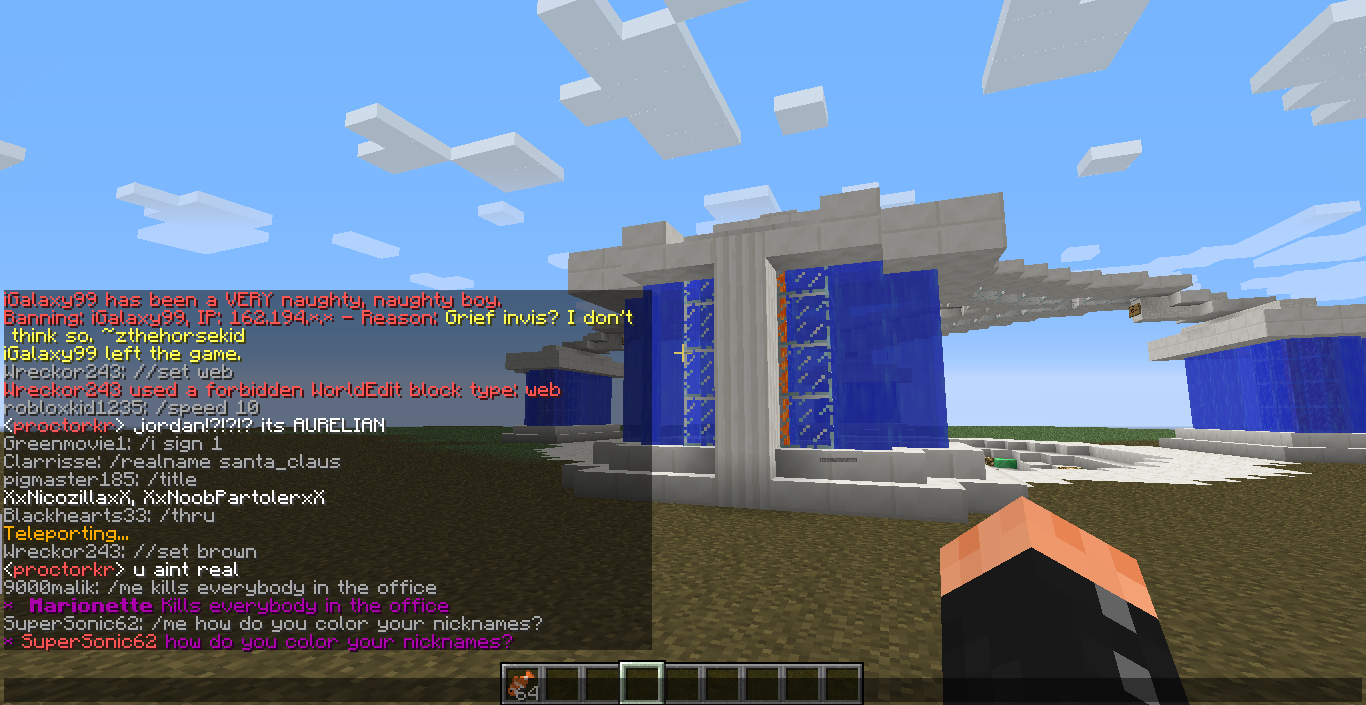 iGalaxy99 has been a VERY naughty, naughty boy.
Banning: iGalaxy99, IP: 162.194.*.* - Reason: Grief invis? I don't
think so. ~zthehorsekid
iGalaxy99 left the game.
Wreckor243: //set web
Wreckor243 used a forbidden WorldEdit block type: web
robloxkid1235: /speed 10
<proctorkr> jordan!?!?!? its AURELIAN
Greenmovie1: /i sign 1
Clarrisse: /realname santa_claus
pigmaster185: /title
XxNicozillaxX, XxNoobPartolerxX
Blackhearts33: /thru
Teleporting...
Wreckor243: //set brown
<proctorkr> u aint real
9000malik: /me kills everybody in the office
* Marionette Kills everybody in the office
SuperSonic62: /me how do you color your nicknames?
* SuperSonic62 how do you color your nicknames?
64